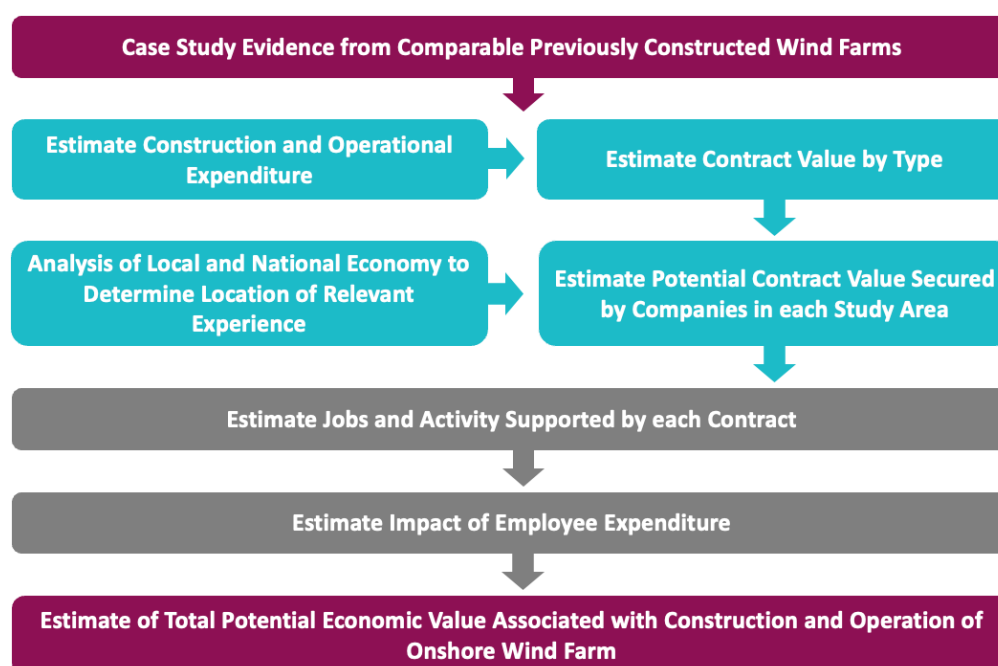 Case Study Evidence from Comparable Previously Constructed Wind Farms
Estimate Construction and Operational
Expenditure
Estimate Contract Value by Type
Analysis of Local and National Economy to
Determine Location of Relevant
Experience
Estimate Potential Contract Value Secured
by Companies in each Study Area
Estimate Jobs and Activity Supported by each Contract
Estimate Impact of Employee Expenditure
Estimate of Total Potential Economic Value Associated with Construction and Operation of
Onshore Wind Farm